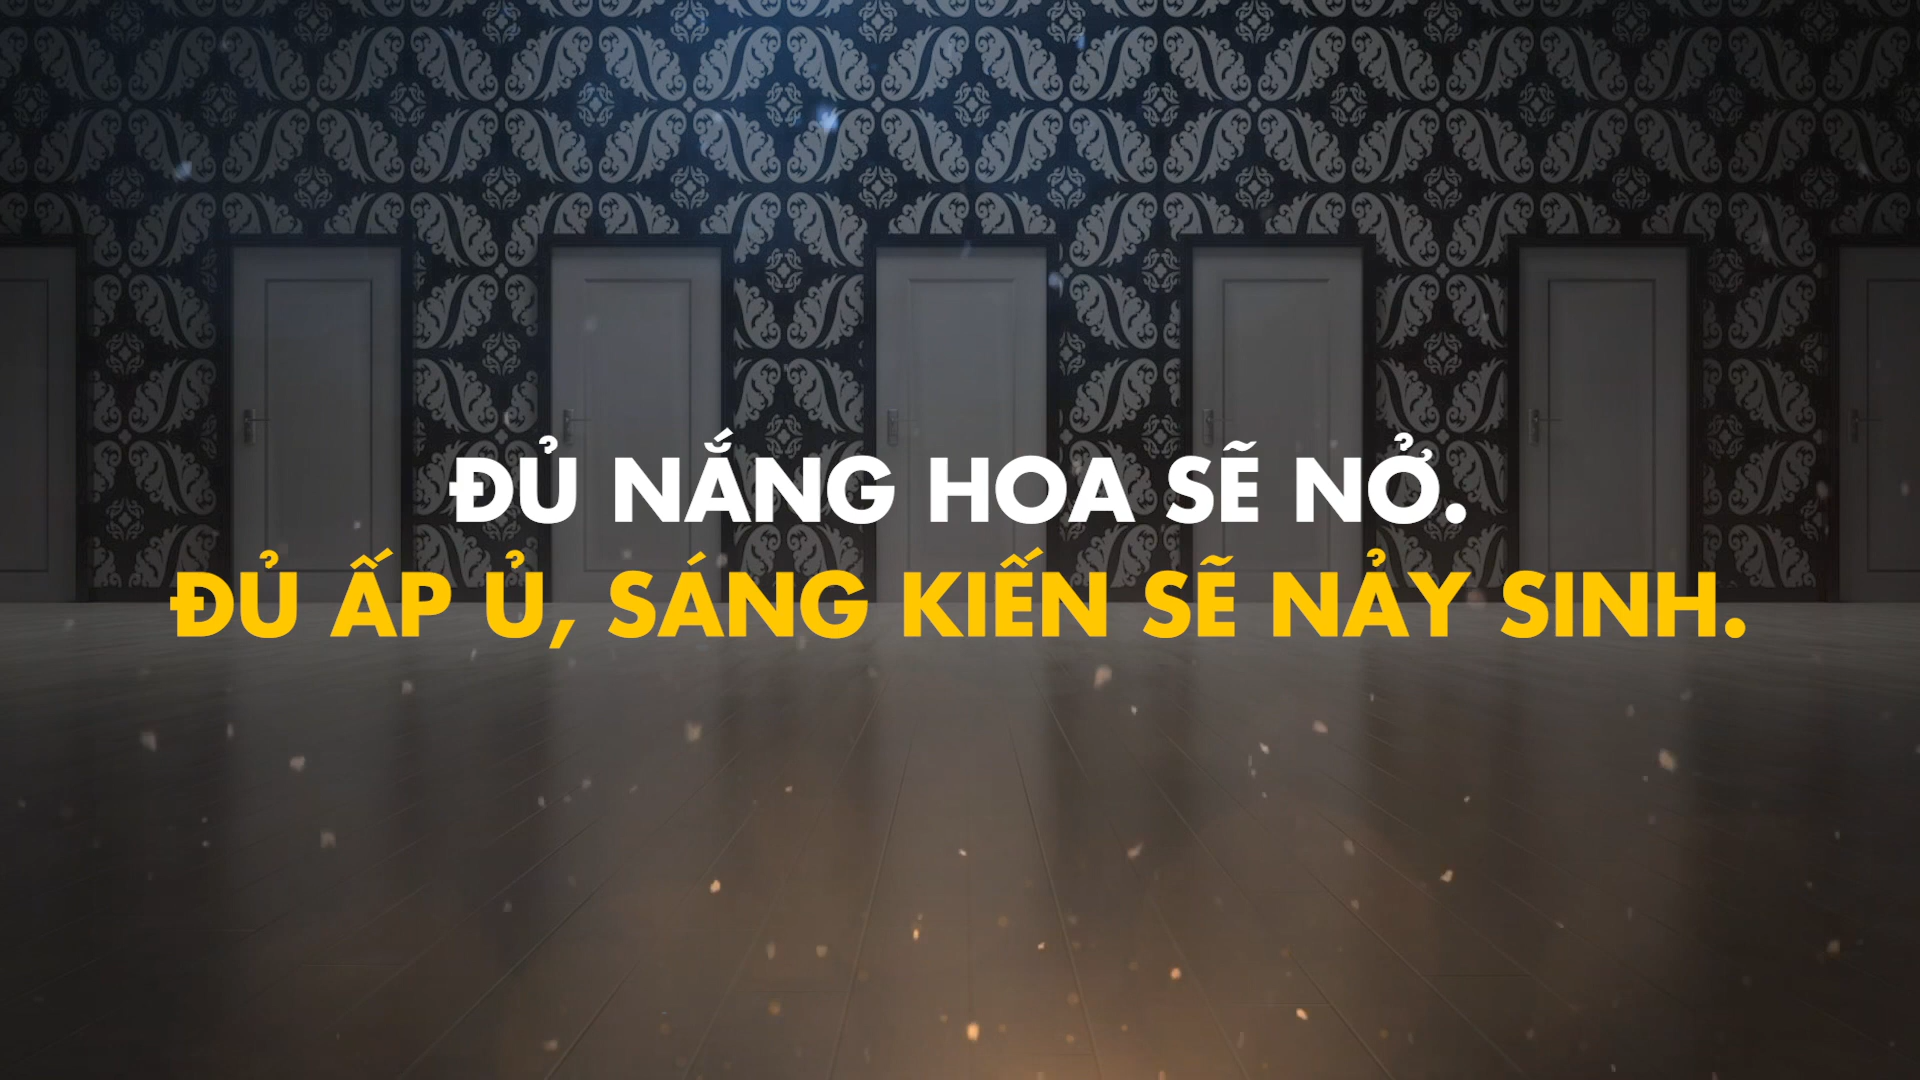 ĐỦ NẮNG HOA SẼ NỞ.
ĐỦ ẤP Ủ, SÁNG KIẾN SẼ NẢY SINH.